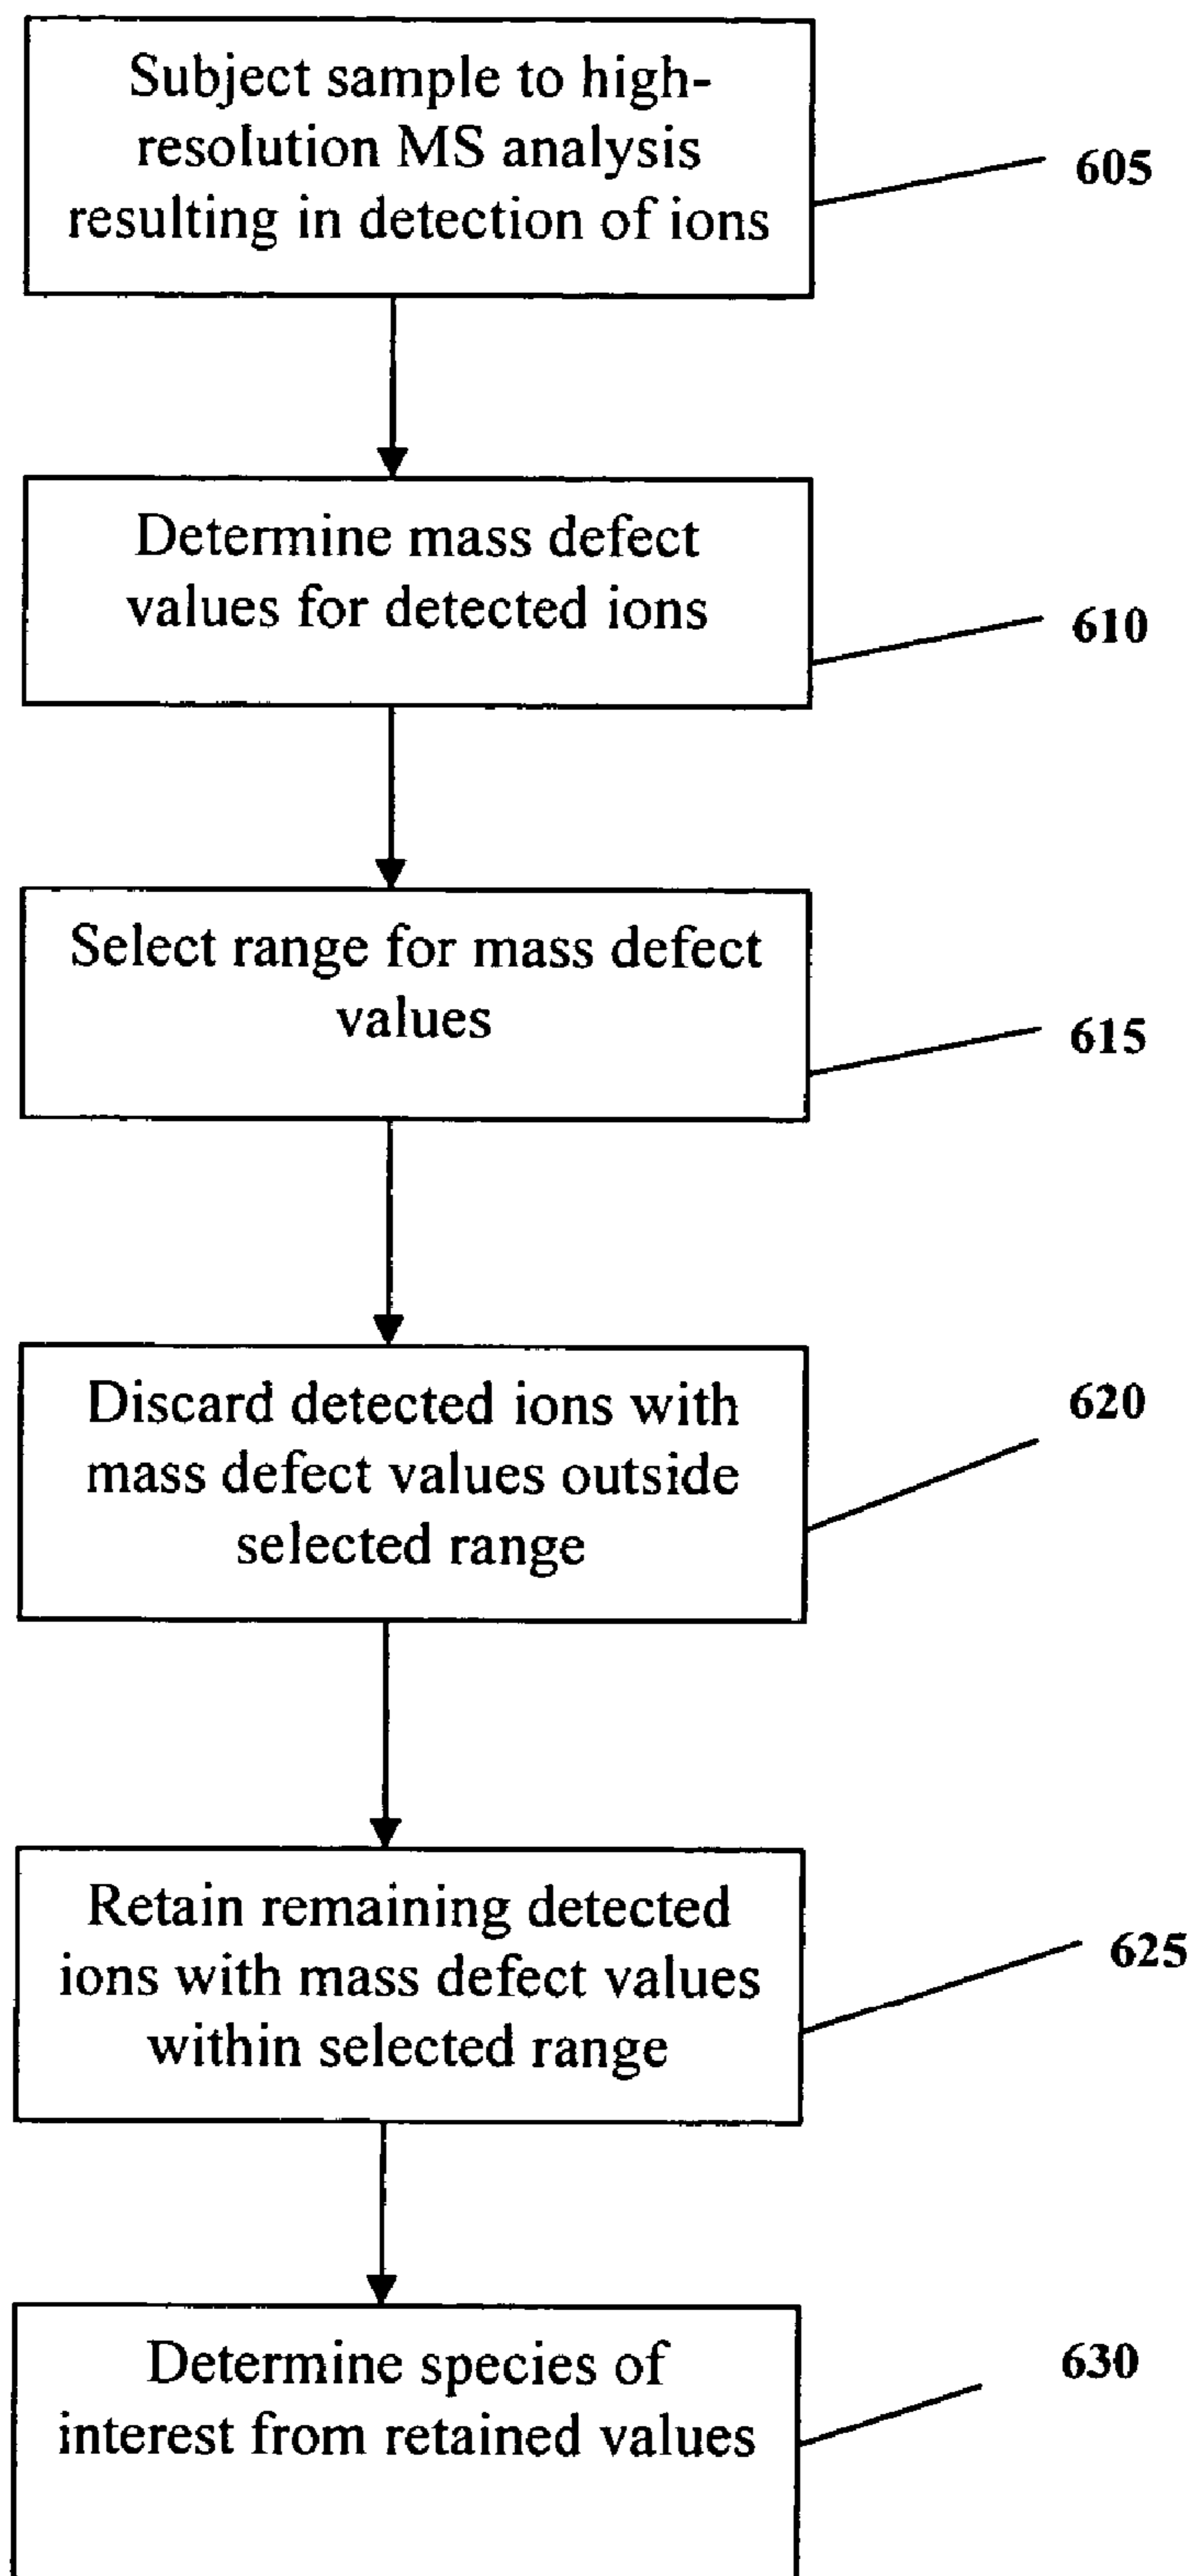 Subject sample to high-
resolution MS analysis
resulting in detection of ions
605
Determine mass defect
values for detected ions
610
Select range for mass defect
values
615
Discard detected ions with
mass defect values outside
selected range
620
Retain remaining detected
ions with mass defect values
within selected range
625
Determine species of
interest from retained values
630